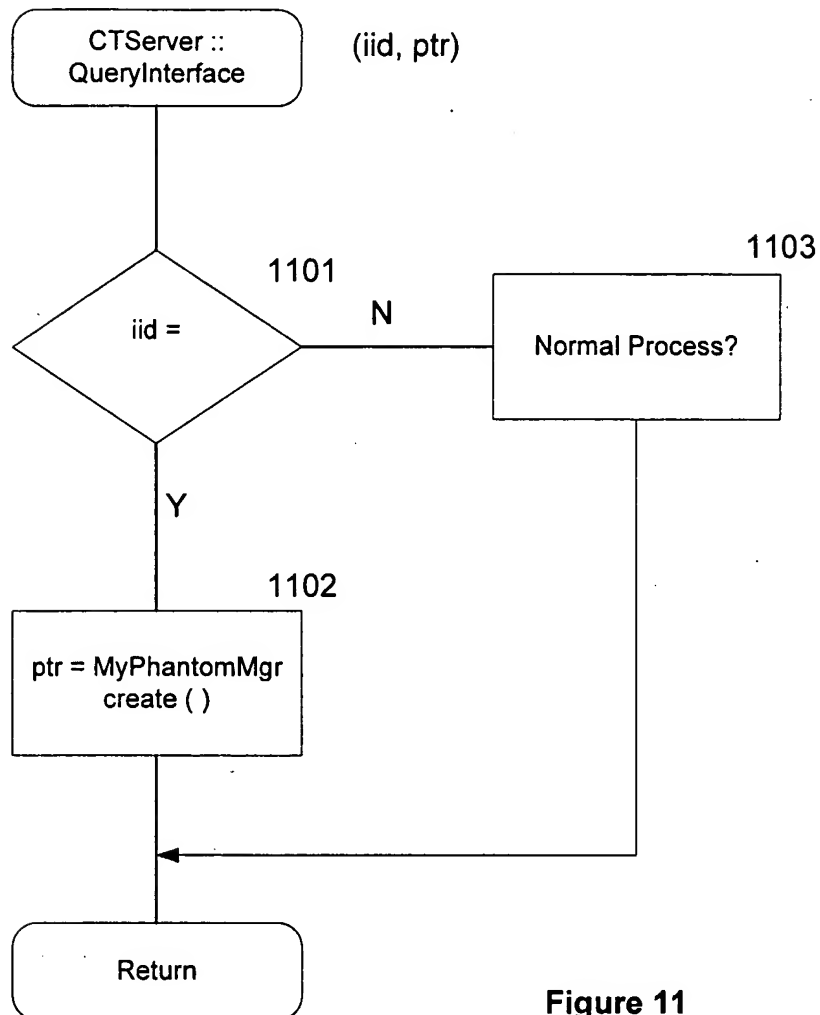 CTServer ::
QueryInterface
(iid, ptr)
1101
iid =
N
1103
Normal Process?
Y
1102
ptr = MyPhantomMgr
create ( )
Return
Figure 11